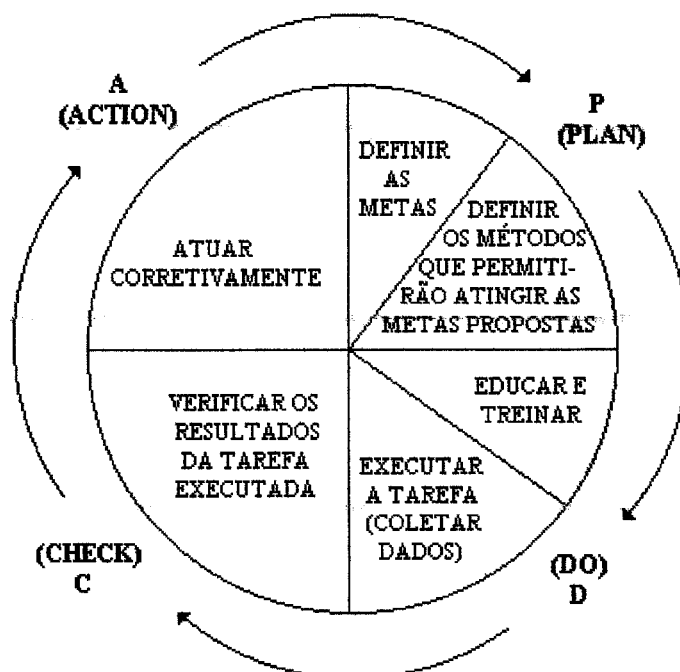 A
(ACTION)
P
(PLAN)
DEFINIR
AS
METAS
DEFINIR
OS MÉTODOS
QUE PERMITI-
RÃO ATINGIR AS
METAS PROPOSTAS
EDUCAR E
TREINAR
(DO)
D
EXECUTAR
A TAREFA
(COLETAR
DADOS)
VERIFICAR OS
RESULTADOS
DA TAREFA
EXECUTADA
(CHECK)
C
ATUAR
CORRETIVAMENTE